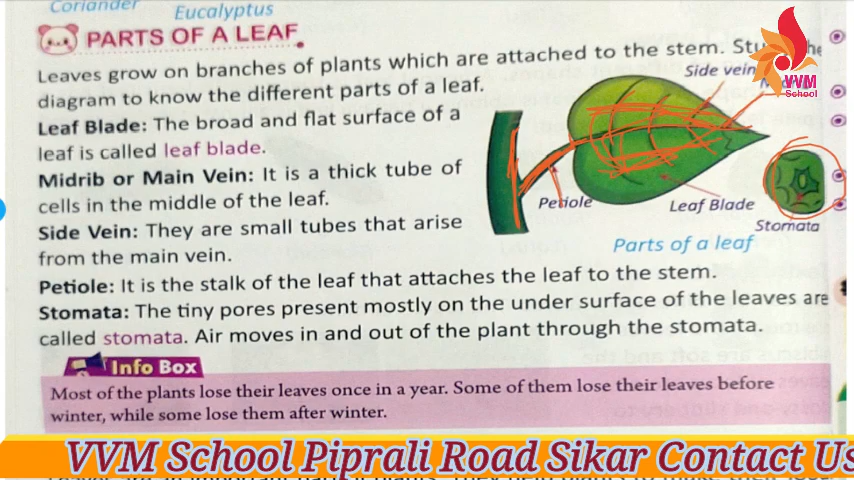 Coriander
Eucalyptus
PARTS OF A LEAF
Leaves grow on branches of plants which are attached to the stem.
diagram to know the different parts of a leaf.
Leaf Blade: The broad and flat surface of a
leaf is called leaf blade.
Midrib or Main Vein: It is a thick tube of
cells in the middle of the leaf.
Side Vein: They are small tubes that arise
from the main vein.
Petiole: It is the stalk of the leaf that attaches the leaf to the stem.
Stomata: The tiny pores present mostly on the under surface of the leaves are
called stomata. Air moves in and out of the plant through the stomata.
Side vein
VVM
School
Petiole
Leaf Blade
Stomata
Parts of a leaf
Info Box
Most of the plants lose their leaves once in a year. Some of them lose their leaves before
winter, while some lose them after winter.
VVM School Piprali Road Sikar Contact Us